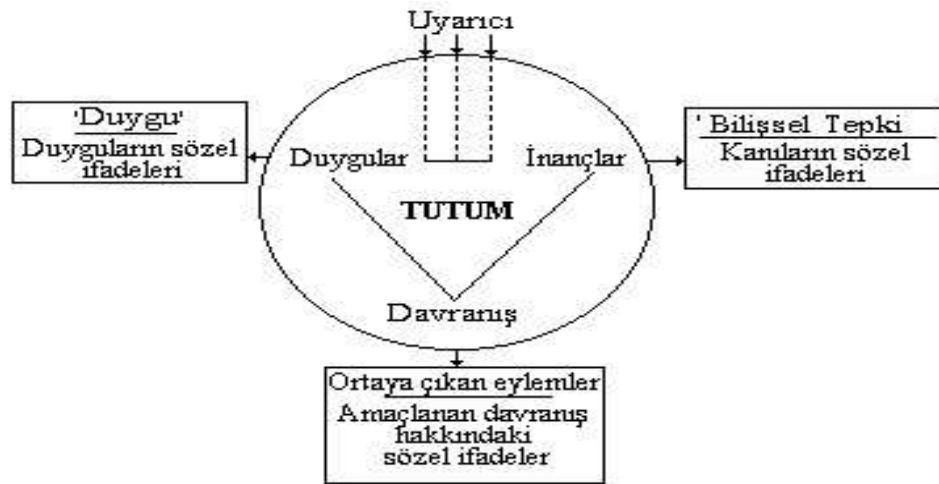 Uyarıcı
'Duygu'
Duyguların sözel
ifadeleri
Duygular
İnançlar
' Bilişsel Tepki
Kanıların sözel
ifadeleri
TUTUM
Davranış
Ortaya çıkan eylemler
Amaçlanan davranış
hakkındaki
sözel ifadeler